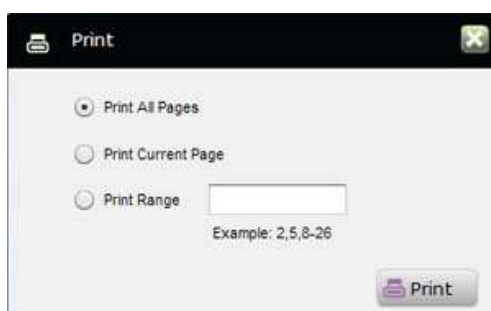 Print
Print All Pages
Print Current Page
Print Range
Example: 2,5,8-26
Print